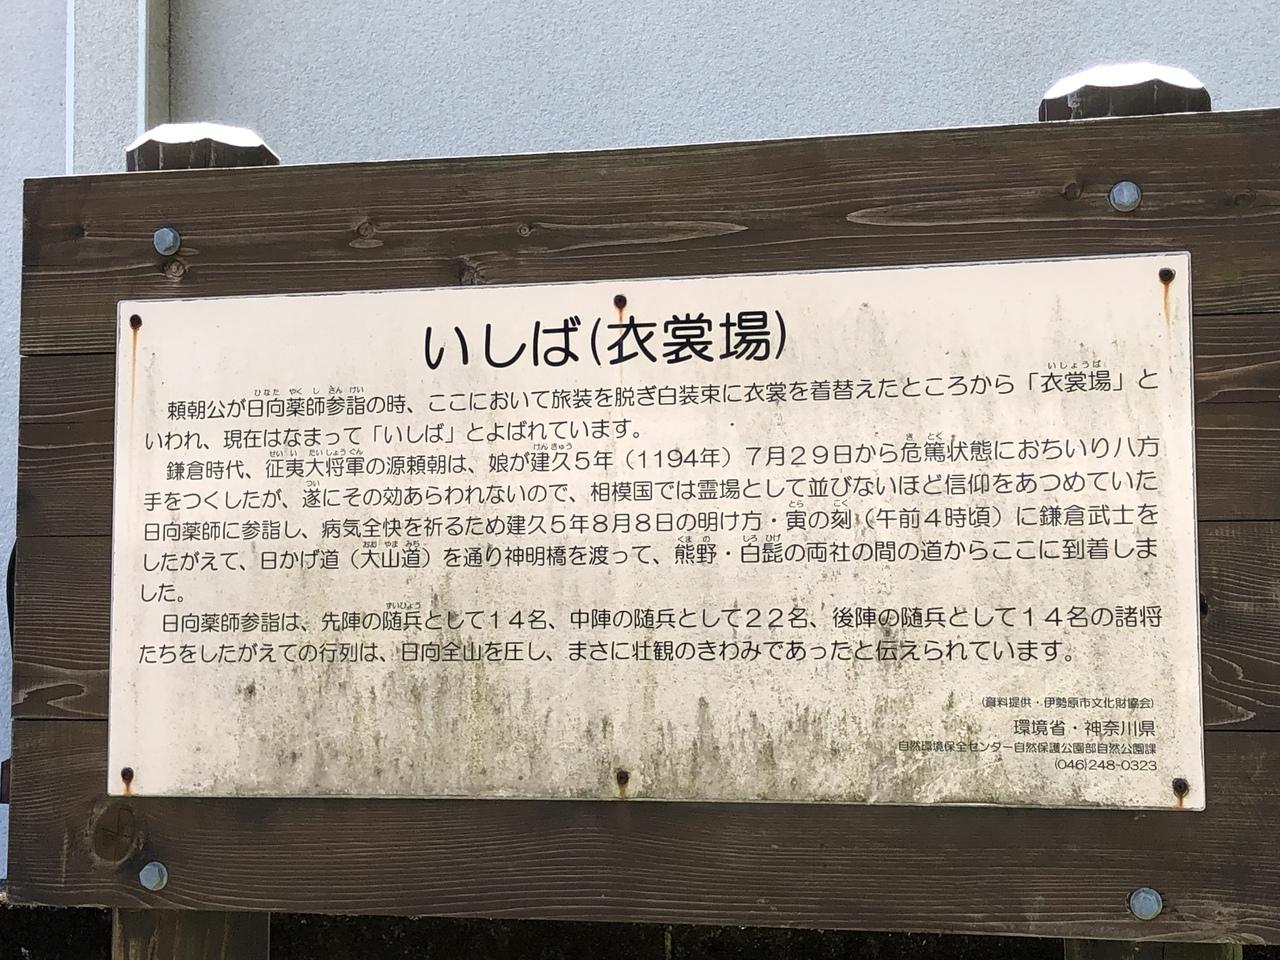 いしば(衣裳場)
頼朝公が日向薬師参詣の時、ここにおいて旅装を脱ぎ白装束に衣裳を着替えたところから「衣裳場」と
いわれ、現在はなまって「いしば」とよばれています。
鎌倉時代、征夷大将軍の源頼朝は、娘が建久5年（1194年）7月29日から危篤状態におちいり八方
手をつくしたが、遂にその効あらわれないので、相模国では霊場として並びないほど信仰をあつめていた
日向薬師に参詣し、病気全快を祈るため建久5年8月8日の明け方・寅の刻（午前4時頃）に鎌倉武士を
したがえて、日かげ道（大山道）を通り神明橋を渡って、熊野・白髭の両社の間の道からここに到着しま
した。
日向薬師参詣は、先陣の随兵として14名、中陣の随兵として22名、後陣の随兵として14名の諸将
たちをしたがえての行列は、日向全山を圧し、まさに壮観のきわみであったと伝えられています。
(資料提供・伊勢原市文化財協会)
環境省・神奈川県
自然環境保全センター自然保護公園部自然公園課
(046)248-0323